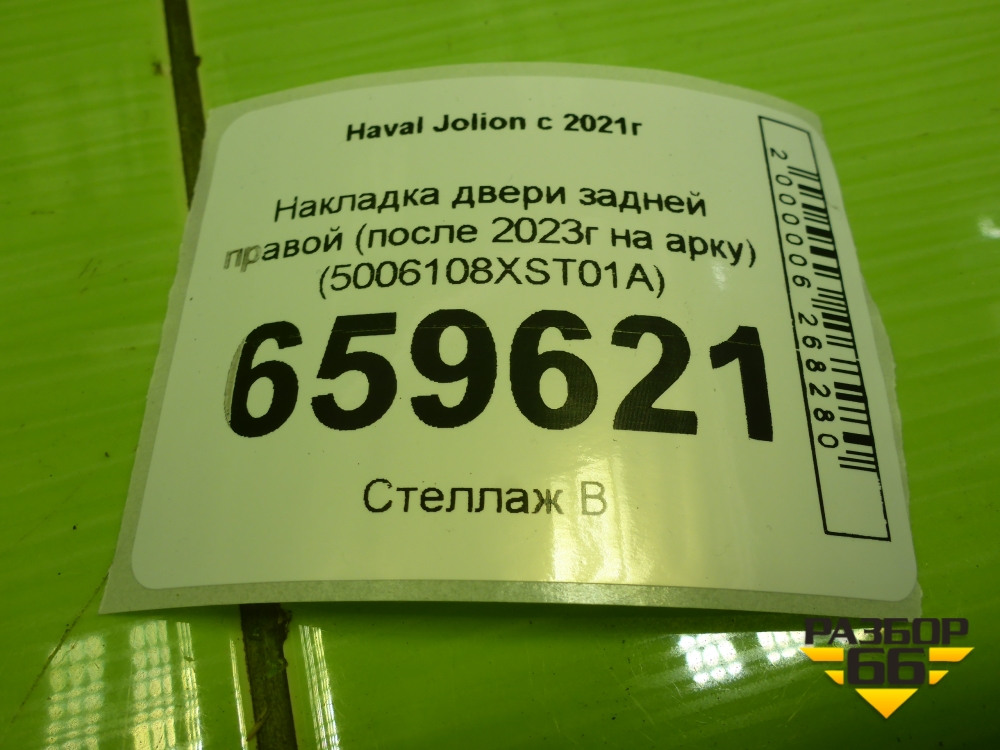 Haval Jolion с 2021г
Накладка двери задней
правой (после 2023г на арку)
(5006108XST01A)
659621
Стеллаж В
2000006268280
РАЗБОР
66